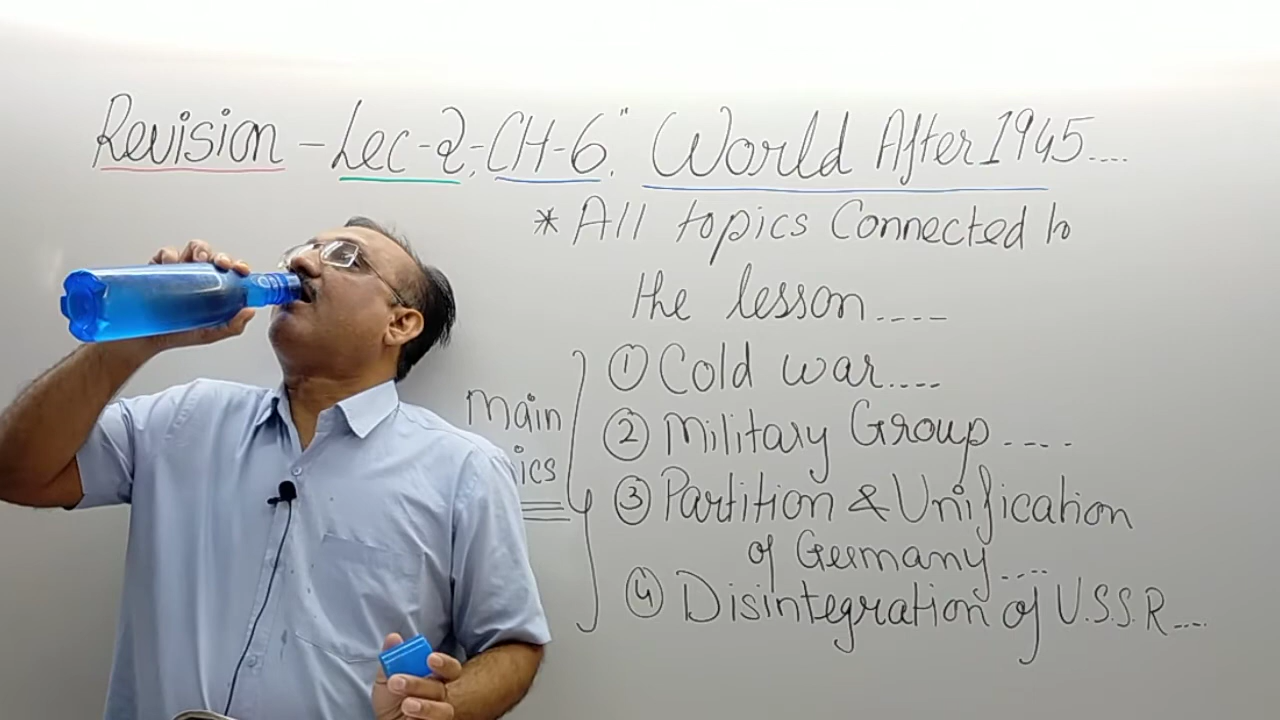 Revision - Lec-2, CH-6, " World After 1945....
* All topics Connected to
the lesson....
Main
① Cold war....
② Military Group....
③ Partition & Unification
of Germany....
④ Disintegration of U.S.S.R....